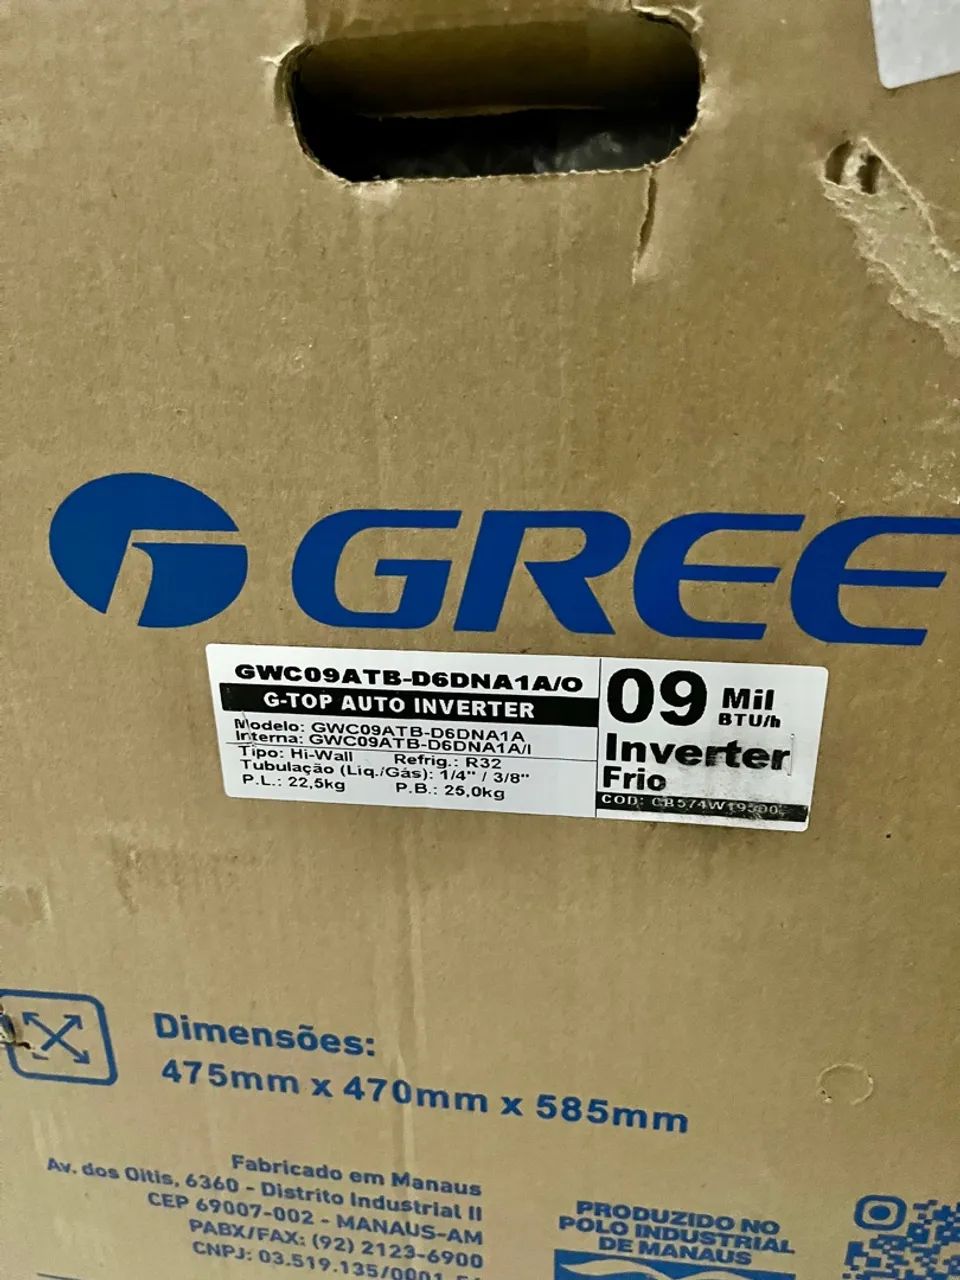 GREE
GWC09ATB-D6DNA1A/O
G-TOP AUTO INVERTER
Modelo: GWC09ATB-D6DNA1A
Interna: GWC09ATB-D6DNA1A/I
Tipo: Hi-Wall Refrig.: R32
Tubulação (Liq./Gás): 1/4" / 3/8"
P.L.: 22,5kg P.B.: 25,0kg
09 Mil
BTU/h
Inverter
Frio
COD:
Dimensões:
475mm x 470mm x 585mm
Fabricado em Manaus
Av. dos Oitis, 6360 - Distrito Industrial II
CEP 69007-002 - MANAUS-AM
PABX/FAX: (92) 2123-6900
CNPJ:
PRODUZIDO NO
POLO INDUSTRIAL
DE MANAUS